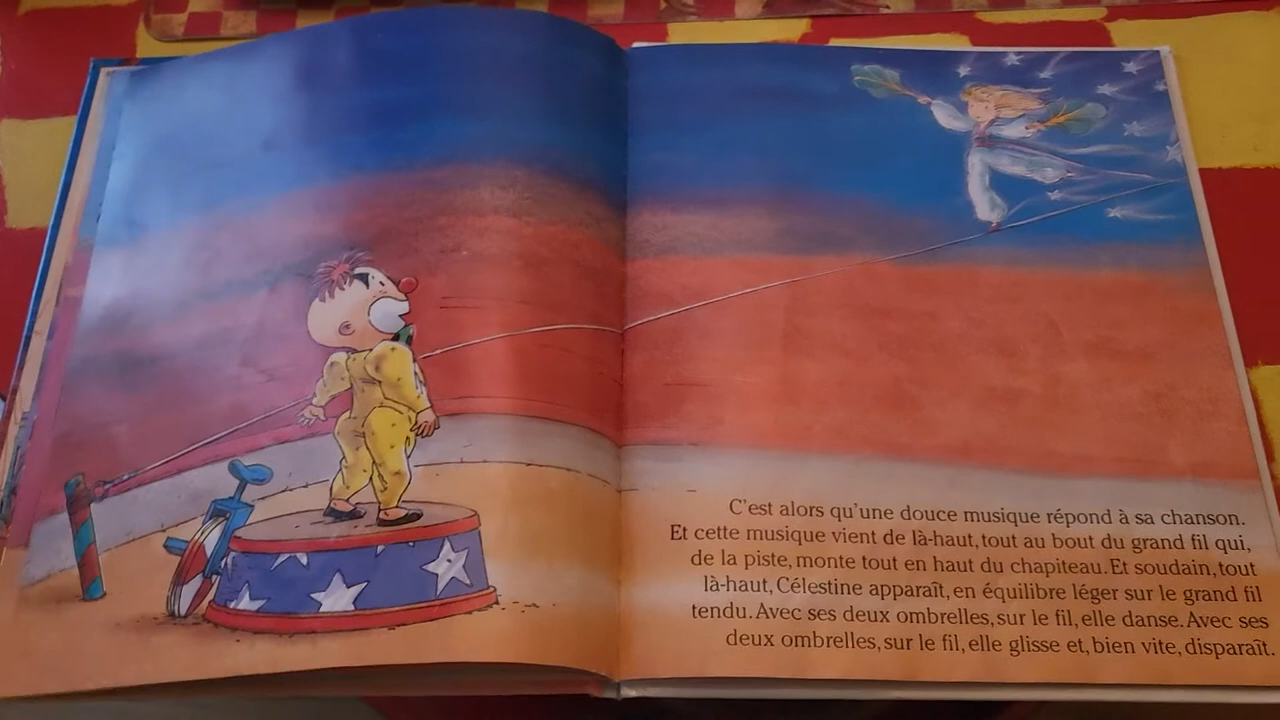 C'est alors qu'une douce musique répond à sa chanson.
Et cette musique vient de là-haut, tout au bout du grand fil qui,
de la piste, monte tout en haut du chapiteau. Et soudain, tout
là-haut, Célestine apparaît, en équilibre léger sur le grand fil
tendu. Avec ses deux ombrelles, sur le fil, elle danse. Avec ses
deux ombrelles, sur le fil, elle glisse et, bien vite, disparaît.